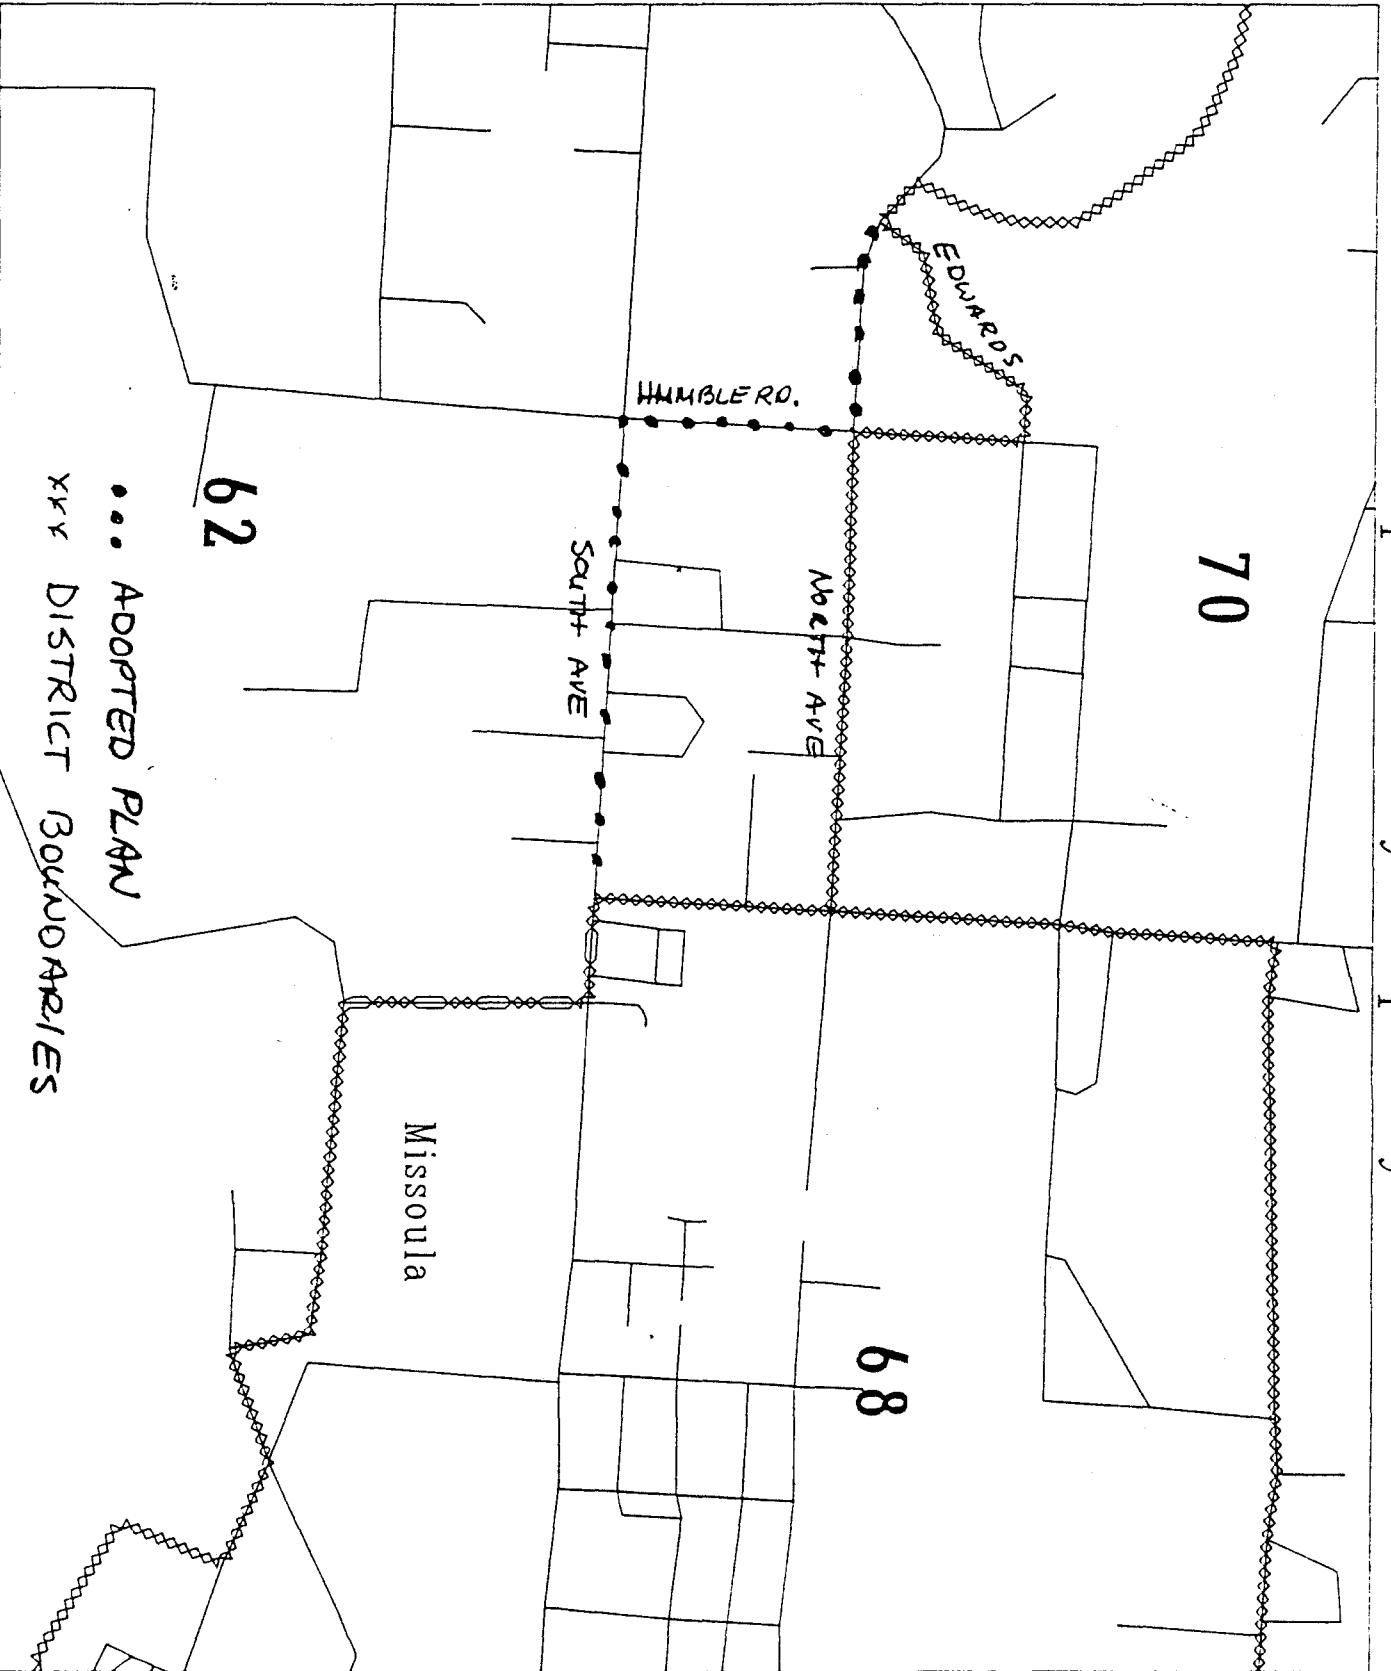 70
EDWARDS
HUMBLE RD.
NORTH AVE
SOUTH AVE
62
68
Missoula
••• ADOPTED PLAN
xxx DISTRICT BOUNDARIES